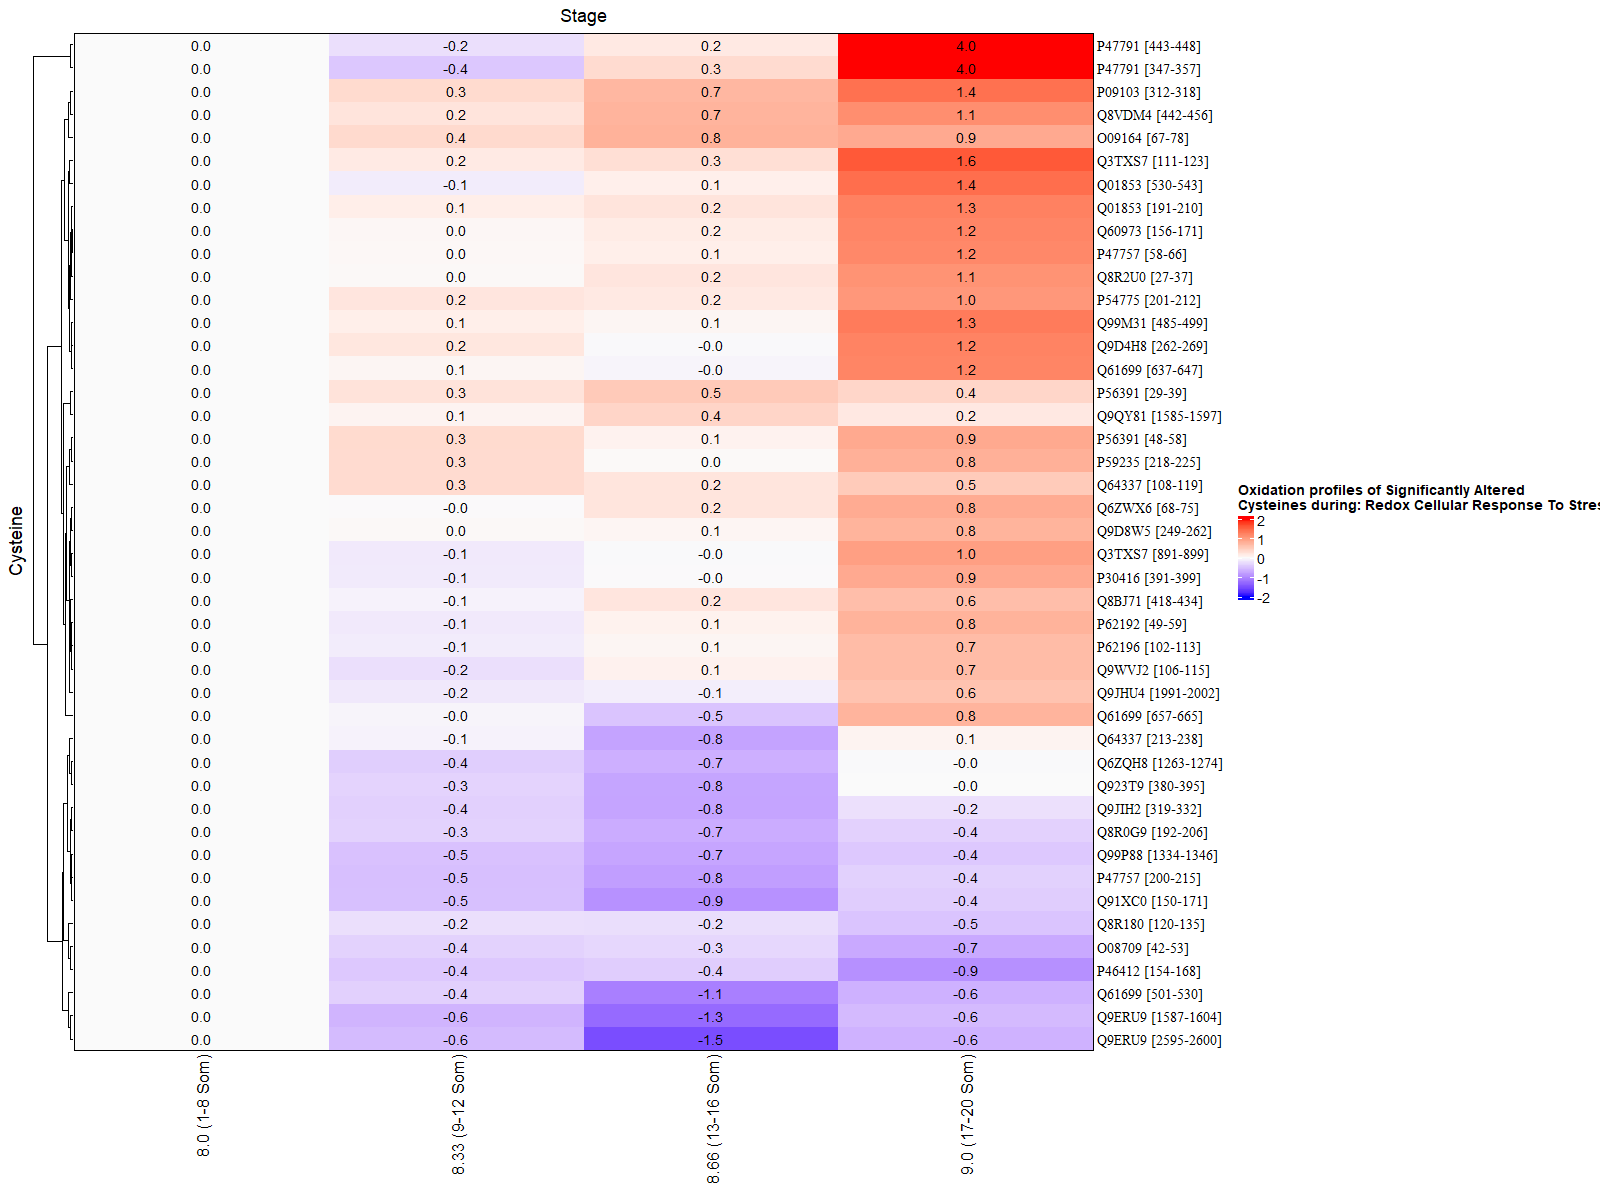 Stage
0.0 -0.2 0.2 4.0 P47791 [443-448]
0.0 -0.4 0.3 4.0 P47791 [347-357]
0.0 0.3 0.7 1.4 P09103 [312-318]
0.0 0.2 0.7 1.1 Q8VDM4 [442-456]
0.0 0.4 0.8 0.9 O09164 [67-78]
0.0 0.2 0.3 1.6 Q3TXS7 [111-123]
0.0 -0.1 0.1 1.4 Q01853 [530-543]
0.0 0.1 0.2 1.3 Q01853 [191-210]
0.0 0.0 0.2 1.2 Q60973 [156-171]
0.0 0.0 0.1 1.2 P47757 [58-66]
0.0 0.0 0.2 1.1 Q8R2U0 [27-37]
0.0 0.2 0.2 1.0 P54775 [201-212]
0.0 0.1 0.1 1.3 Q99M31 [485-499]
0.0 0.2 -0.0 1.2 Q9D4H8 [262-269]
0.0 0.1 -0.0 1.2 Q61699 [637-647]
0.0 0.3 0.5 0.4 P56391 [29-39]
0.0 0.1 0.4 0.2 Q9QY81 [1585-1597]
0.0 0.3 0.1 0.9 P56391 [48-58]
0.0 0.3 0.0 0.8 P59235 [218-225]
0.0 0.3 0.2 0.5 Q64337 [108-119]
0.0 -0.0 0.2 0.8 Q6ZWX6 [68-75]
0.0 0.0 0.1 0.8 Q9D8W5 [249-262]
0.0 -0.1 -0.0 1.0 Q3TXS7 [891-899]
0.0 -0.1 -0.0 0.9 P30416 [391-399]
0.0 -0.1 0.2 0.6 Q8BJ71 [418-434]
0.0 -0.1 0.1 0.8 P62192 [49-59]
0.0 -0.1 0.1 0.7 P62196 [102-113]
0.0 -0.2 0.1 0.7 Q9WVJ2 [106-115]
0.0 -0.2 -0.1 0.6 Q9JHU4 [1991-2002]
0.0 -0.0 -0.5 0.8 Q61699 [657-665]
0.0 -0.1 -0.8 0.1 Q64337 [213-238]
0.0 -0.4 -0.7 -0.0 Q6ZQH8 [1263-1274]
0.0 -0.3 -0.8 -0.0 Q923T9 [380-395]
0.0 -0.4 -0.8 -0.2 Q9JIH2 [319-332]
0.0 -0.3 -0.7 -0.4 Q8R0G9 [192-206]
0.0 -0.5 -0.7 -0.4 Q99P88 [1334-1346]
0.0 -0.5 -0.8 -0.4 P47757 [200-215]
0.0 -0.5 -0.9 -0.4 Q91XC0 [150-171]
0.0 -0.2 -0.2 -0.5 Q8R180 [120-135]
0.0 -0.4 -0.3 -0.7 O08709 [42-53]
0.0 -0.4 -0.4 -0.9 P46412 [154-168]
0.0 -0.4 -1.1 -0.6 Q61699 [501-530]
0.0 -0.6 -1.3 -0.6 Q9ERU9 [1587-1604]
0.0 -0.6 -1.5 -0.6 Q9ERU9 [2595-2600]
Cysteine
8.0 (1-8 Som)
8.33 (9-12 Som)
8.66 (13-16 Som)
9.0 (17-20 Som)
Oxidation profiles of Significantly Altered
Cysteines during: Redox Cellular Response To Stres
2
1
0
-1
-2